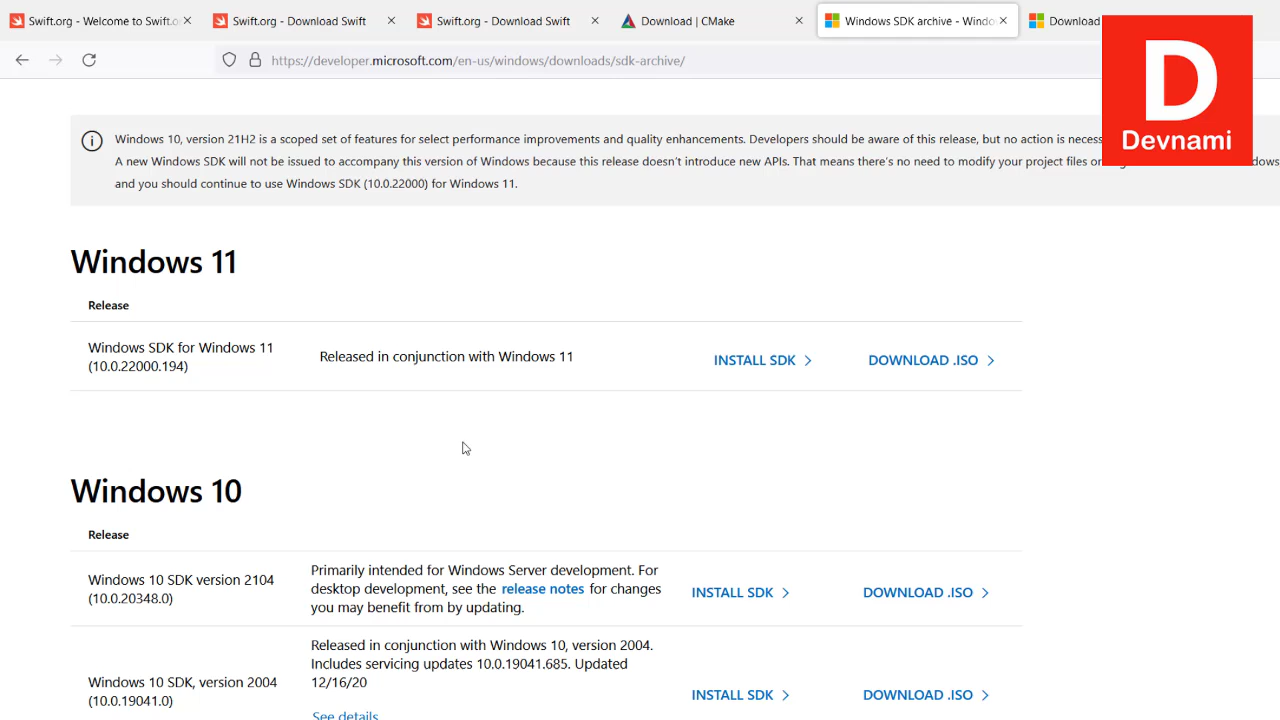 Swift.org - Welcome to Swift.or
Swift.org - Download Swift
Swift.org - Download Swift
Download | CMake
Windows SDK archive - Windo
Download
https://developer.microsoft.com/en-us/windows/downloads/sdk-archive/
D
Devnami
Windows 10, version 21H2 is a scoped set of features for select performance improvements and quality enhancements. Developers should be aware of this release, but no action is necess
A new Windows SDK will not be issued to accompany this version of Windows because this release doesn't introduce new APIs. That means there's no need to modify your project files or
and you should continue to use Windows SDK (10.0.22000) for Windows 11.
Windows 11
Release
Windows SDK for Windows 11
(10.0.22000.194)
Released in conjunction with Windows 11
INSTALL SDK
DOWNLOAD .ISO
Windows 10
Release
Windows 10 SDK version 2104
(10.0.20348.0)
Primarily intended for Windows Server development. For
desktop development, see the release notes for changes
you may benefit from by updating.
INSTALL SDK
DOWNLOAD .ISO
Windows 10 SDK, version 2004
(10.0.19041.0)
Released in conjunction with Windows 10, version 2004.
Includes servicing updates 10.0.19041.685. Updated
12/16/20
See details
INSTALL SDK
DOWNLOAD .ISO